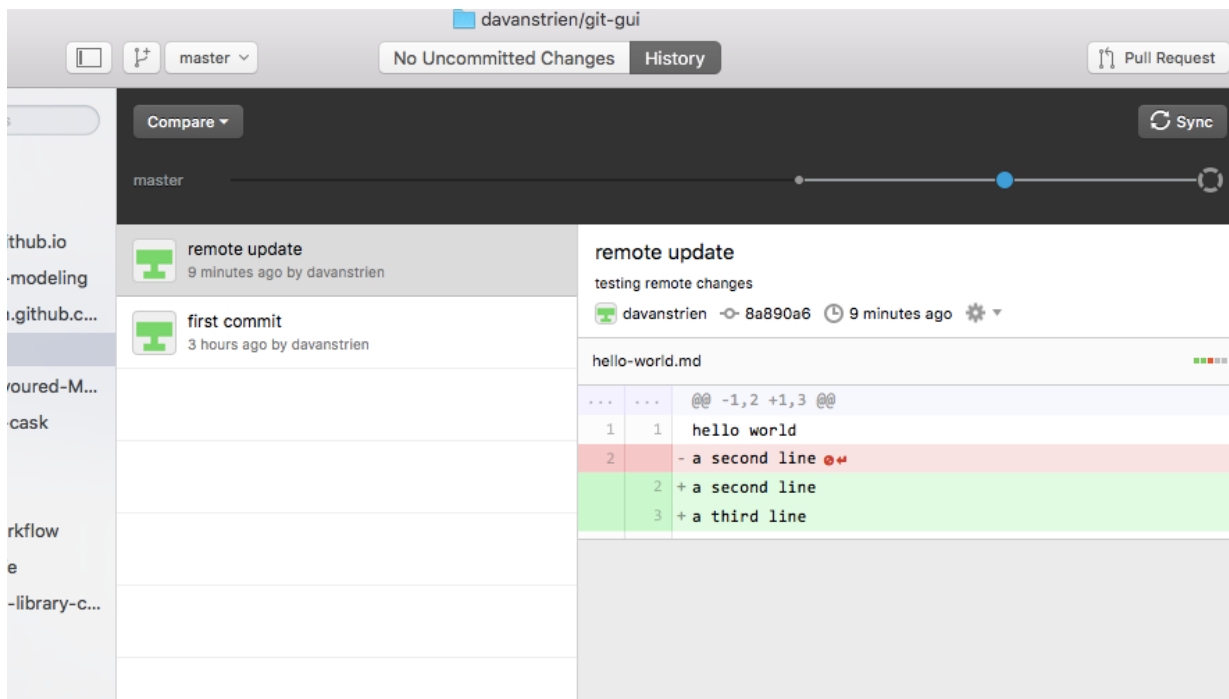 davanstrien/git-gui
master
No Uncommitted Changes
History
Pull Request
Compare
Sync
master
ithub.io
-modeling
.github.c...
voured-M...
-cask
rkflow
e
-library-c...
remote update
9 minutes ago by davanstrien
first commit
3 hours ago by davanstrien
remote update
testing remote changes
davanstrien 8a890a6 9 minutes ago
hello-world.md
... ... @@ -1,2 +1,3 @@
1 1 hello world
2 - a second line
2 + a second line
3 + a third line